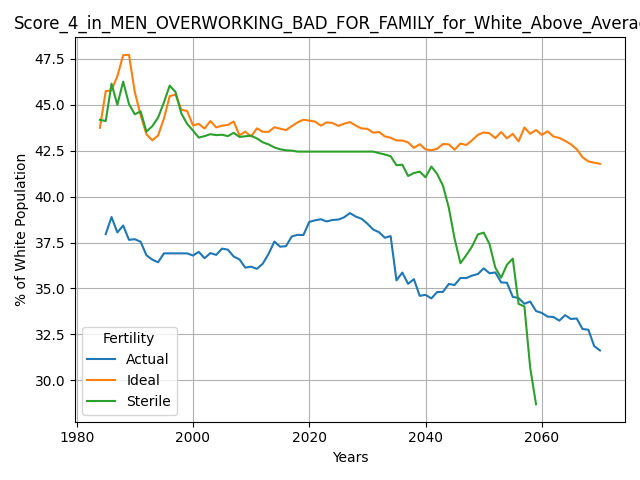 Score_4_in_MEN_OVERWORKING_BAD_FOR_FAMILY_for_White_Above_Avera
47.5
45.0
42.5
40.0
37.5
35.0
32.5
30.0
% of White Population
Fertility
Actual
Ideal
Sterile
1980
2000
2020
2040
2060
Years